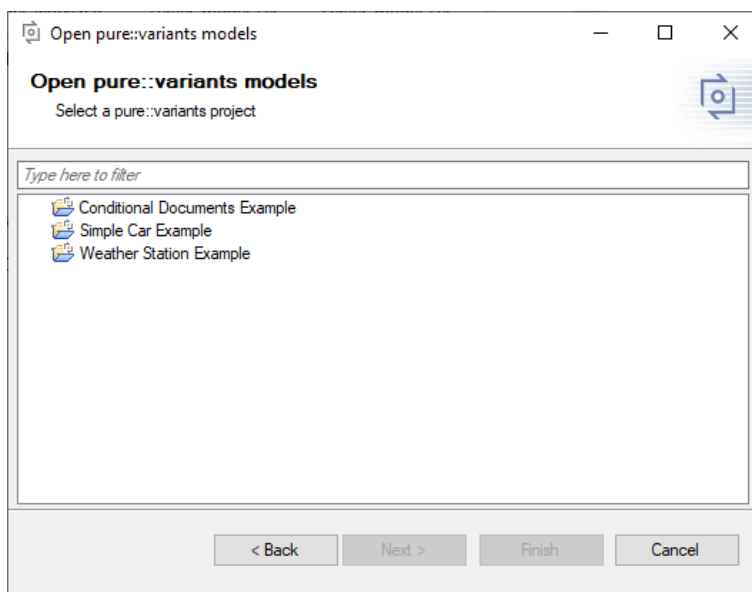 Open pure::variants models
Open pure::variants models
Select a pure::variants project
Type here to filter
Conditional Documents Example
Simple Car Example
Weather Station Example
< Back Next > Finish Cancel